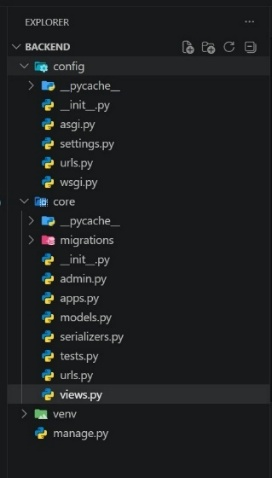 EXPLORER
BACKEND
config
__pycache__
__init__.py
asgi.py
settings.py
urls.py
wsgi.py
core
__pycache__
migrations
__init__.py
admin.py
apps.py
models.py
serializers.py
tests.py
urls.py
views.py
venv
manage.py